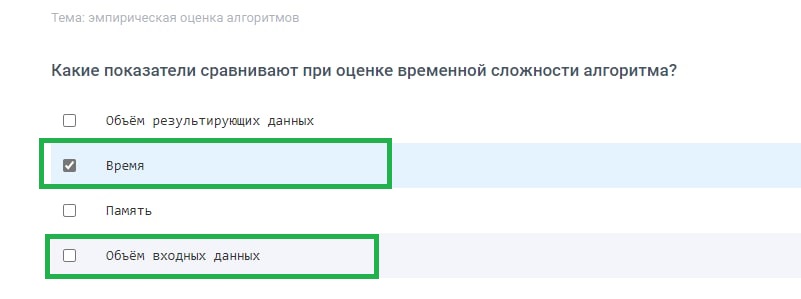 Тема: эмпирическая оценка алгоритмов
Какие показатели сравнивают при оценке временной сложности алгоритма?
Объём результирующих данных
Время
Память
Объём входных данных